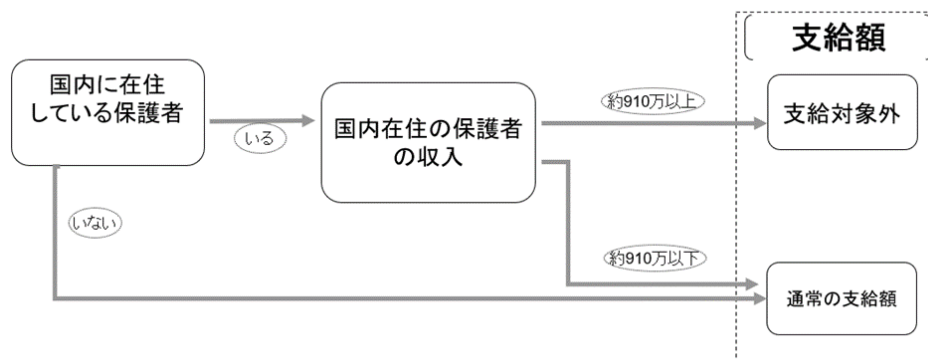 支給額
国内に在住
している保護者
いる
国内在住の保護者
の収入
約910万以上
支給対象外
いない
約910万以下
通常の支給額